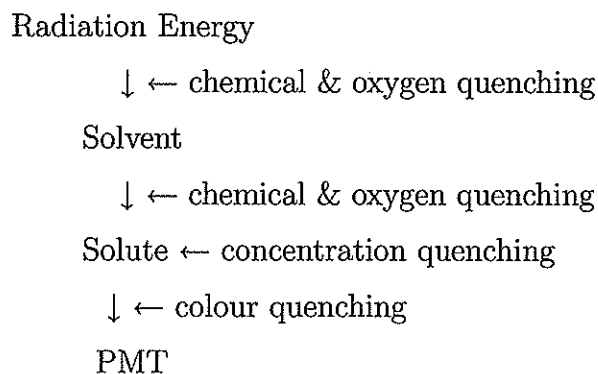 Radiation Energy
↓ ← chemical & oxygen quenching
Solvent
↓ ← chemical & oxygen quenching
Solute ← concentration quenching
↓ ← colour quenching
PMT